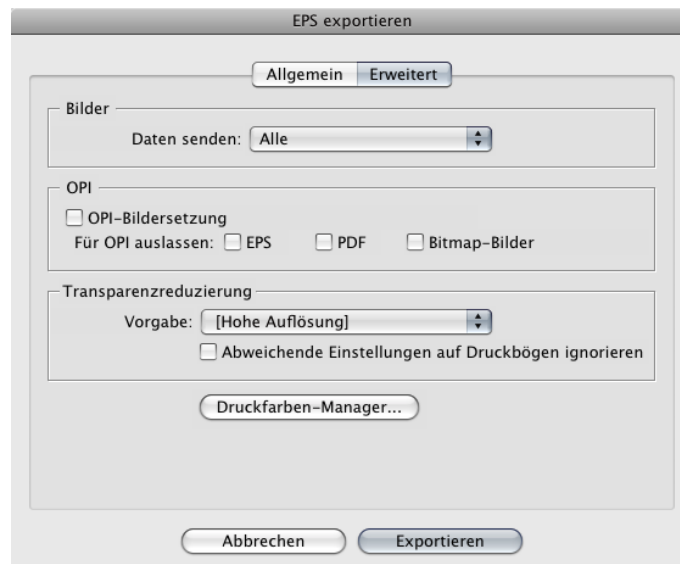 EPS exportieren
Allgemein Erweitert
Bilder
Daten senden: Alle
OPI
OPI-Bildersetzung
Für OPI auslassen: EPS PDF Bitmap-Bilder
Transparenzreduzierung
Vorgabe: [Hohe Auflösung]
Abweichende Einstellungen auf Druckbögen ignorieren
Druckfarben-Manager...
Abbrechen Exportieren